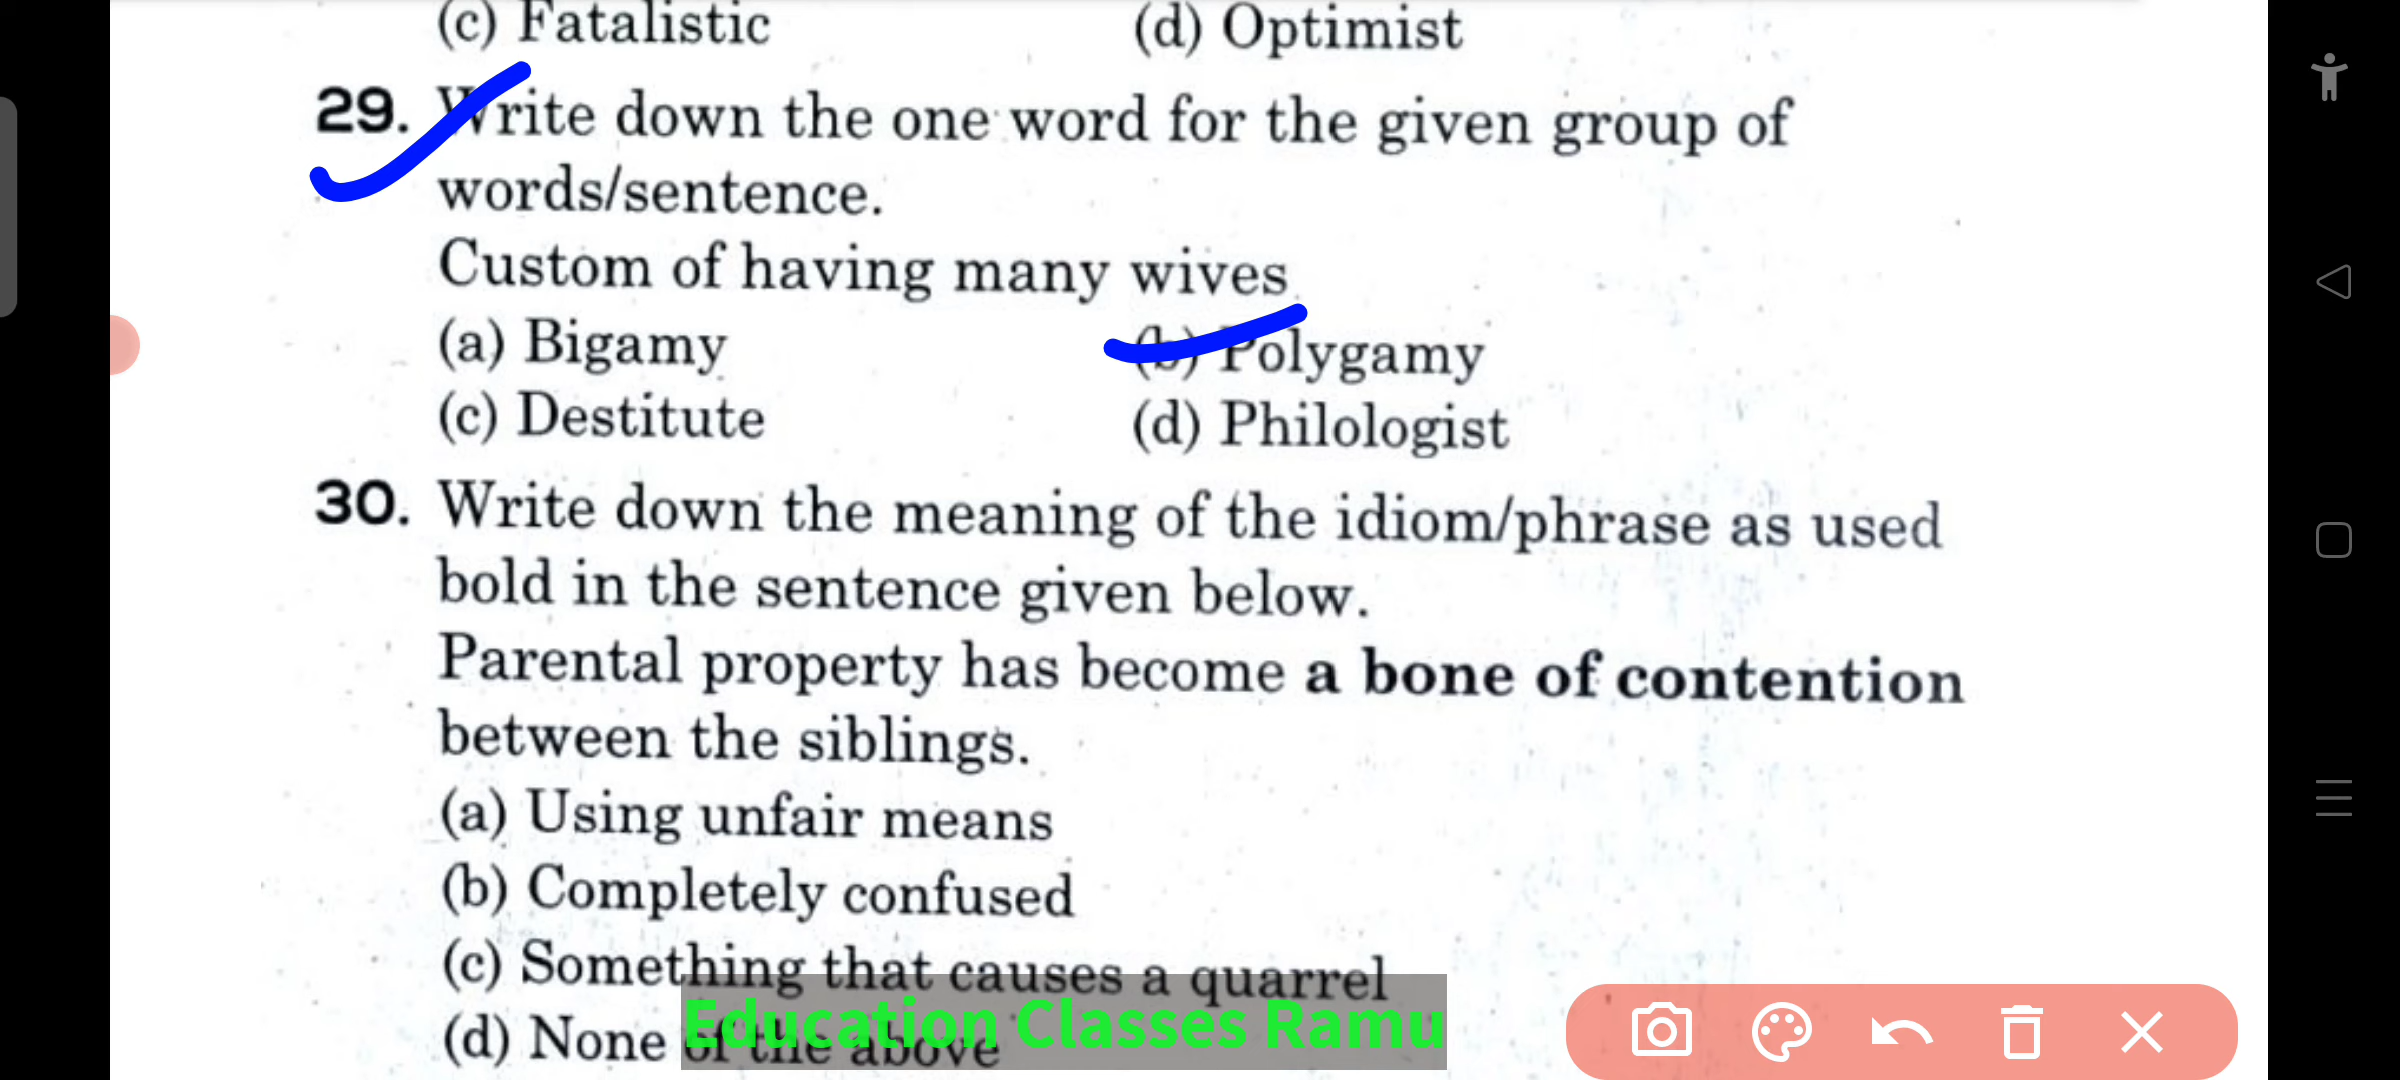 (c) Fatalistic (d) Optimist
29. Write down the one word for the given group of
words/sentence.
Custom of having many wives
(a) Bigamy (b) Polygamy
(c) Destitute (d) Philologist
30. Write down the meaning of the idiom/phrase as used
bold in the sentence given below.
Parental property has become a bone of contention
between the siblings.
(a) Using unfair means
(b) Completely confused
(c) Something that causes a quarrel
(d) None of the above
Education Classes Ramu